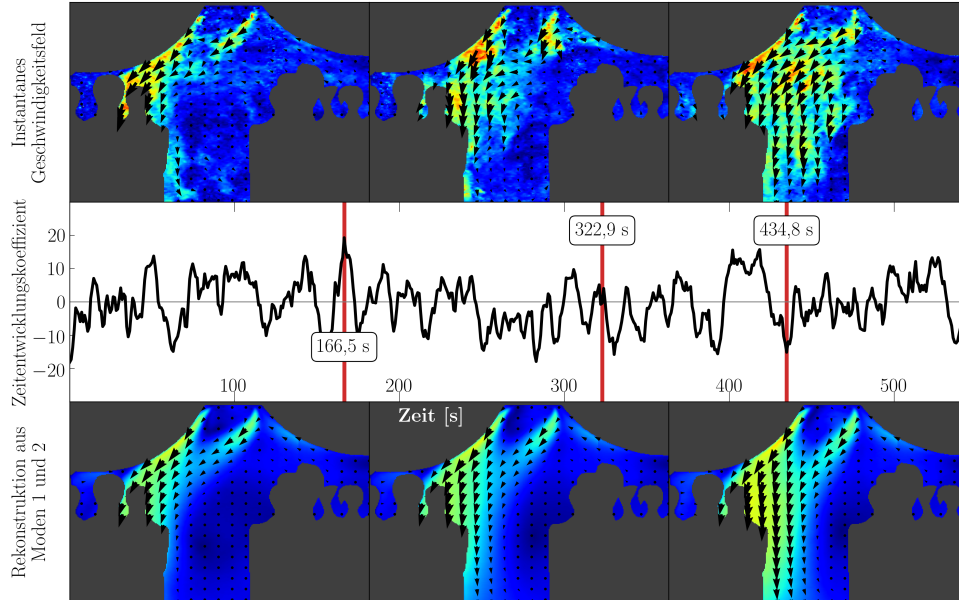 Instantanes
Geschwindigkeitsfeld
Zeitentwicklungskoeffizient
20
10
0
−10
−20
166,5 s
322,9 s
434,8 s
100
200
300
400
500
Zeit [s]
Rekonstruktion aus
Moden 1 und 2